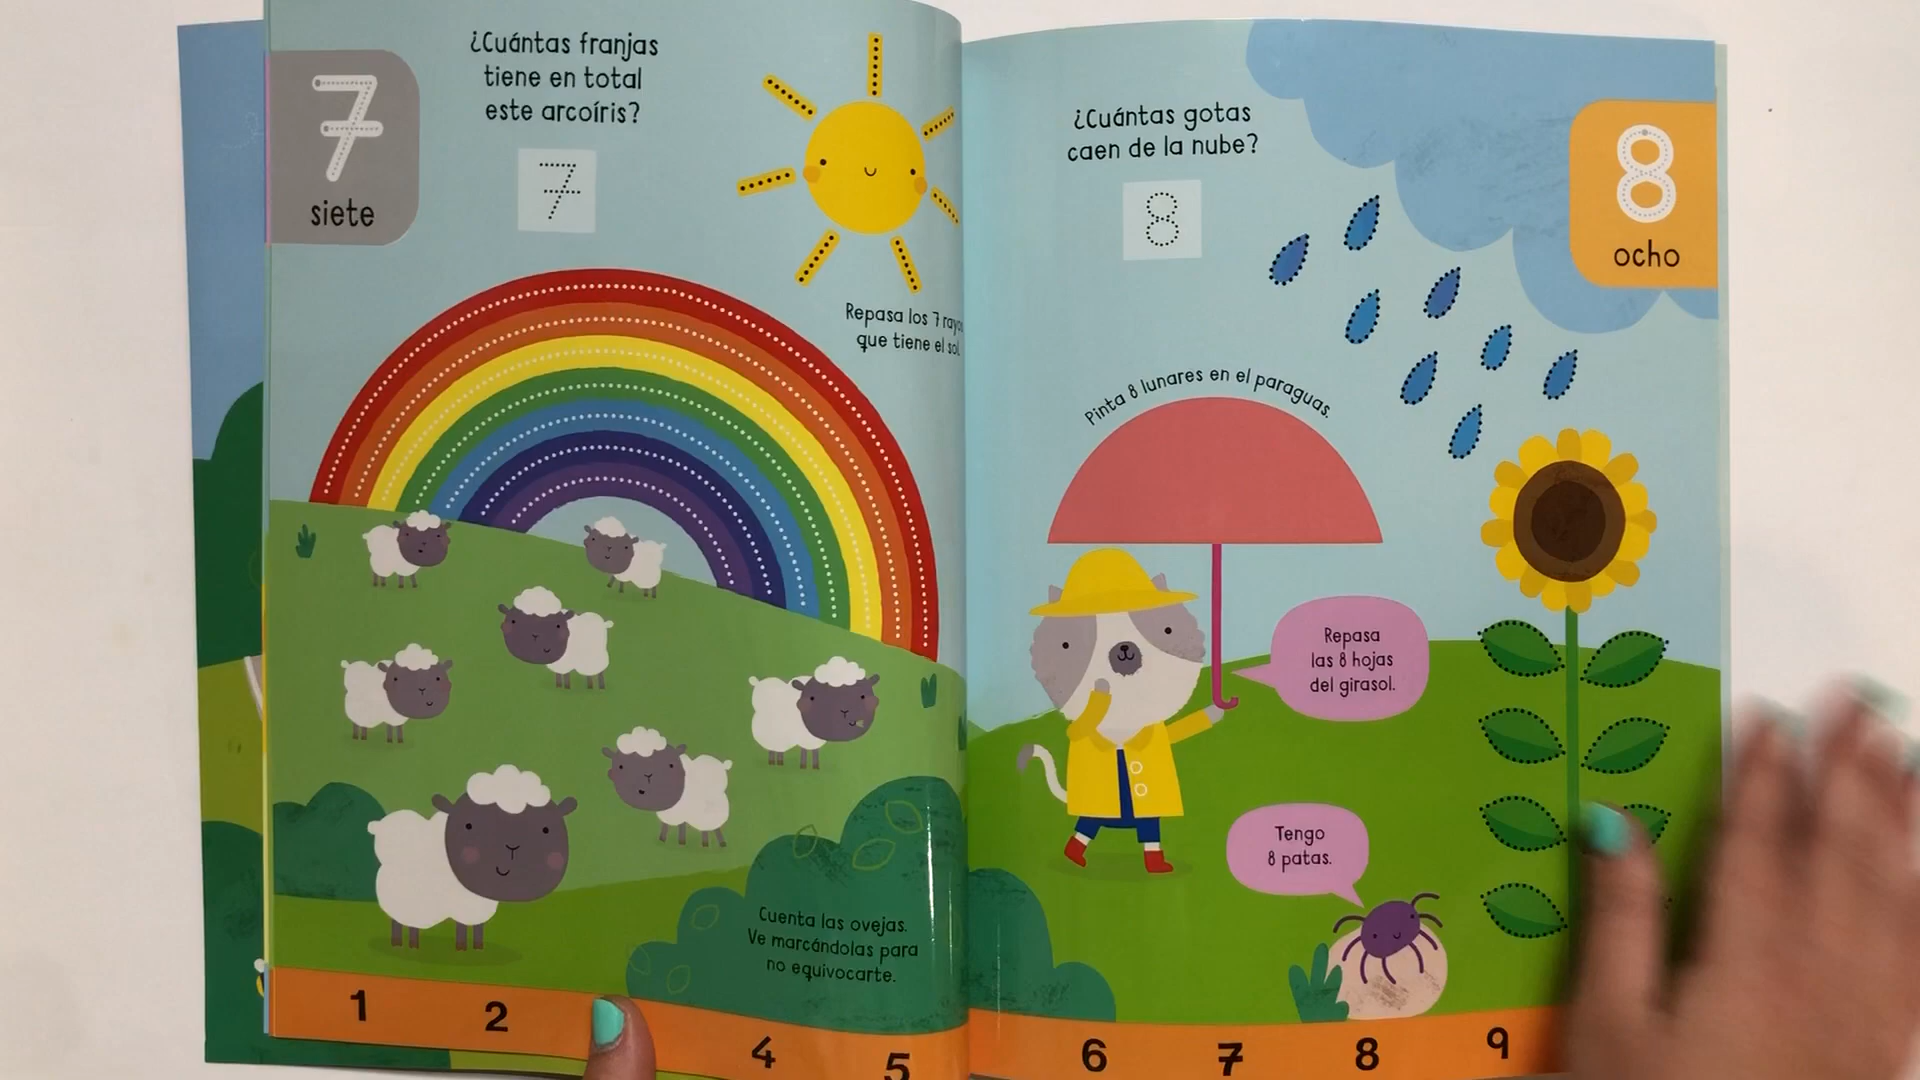 7
siete
¿Cuántas franjas
tiene en total
este arcoíris?
7
Repasa los 7
que tiene el sol.
Cuenta las ovejas.
Ve marcándolas para
no equivocarte.
1 2 4 5
¿Cuántas gotas
caen de la nube?
8
8
ocho
Pinta 8 lunares en el paraguas.
Repasa
las 8 hojas
del girasol.
Tengo
8 patas.
6 7 8 9